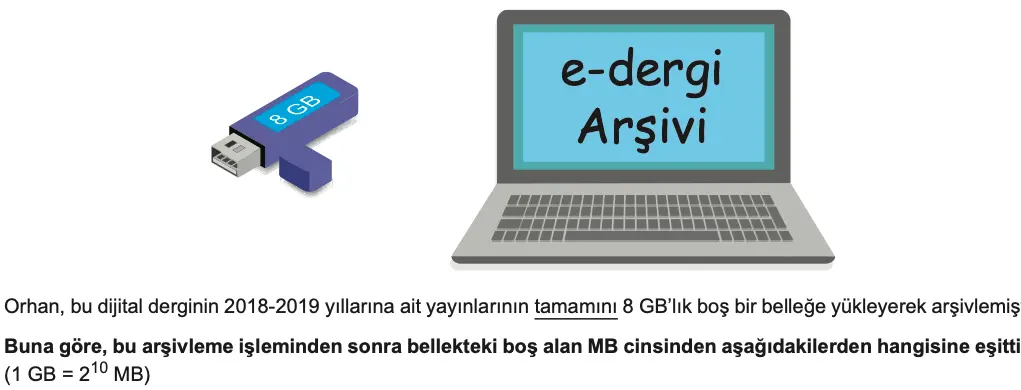 8 GB
e-dergi
Arşivi
Orhan, bu dijital derginin 2018-2019 yıllarına ait yayınlarının tamamını 8 GB’lık boş bir belleğe yükleyerek arşivlemiş
Buna göre, bu arşivleme işleminden sonra bellekteki boş alan MB cinsinden aşağıdakilerden hangisine eşitti
(1 GB = 2¹⁰ MB)